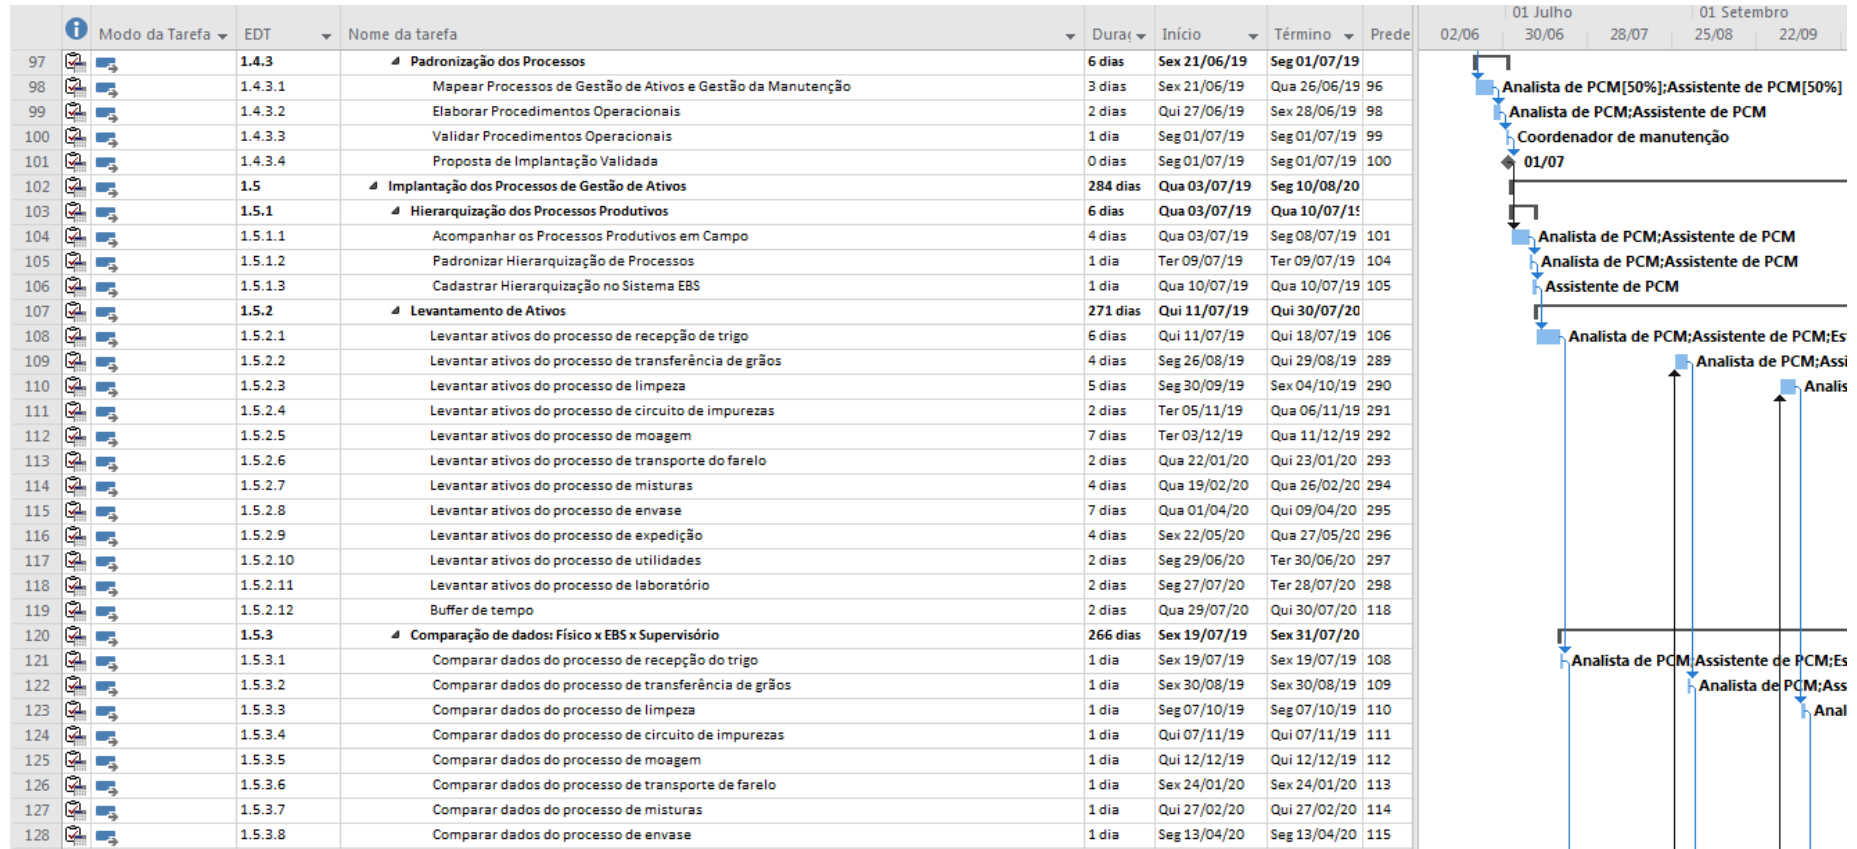 01 Julho 01 Setembro
Modo da Tarefa EDT Nome da tarefa Duraç Início Término Prede 02/06 30/06 28/07 25/08 22/09
97 1.4.3 Padronização dos Processos 6 dias Sex 21/06/19 Seg 01/07/19
98 1.4.3.1 Mapear Processos de Gestão de Ativos e Gestão da Manutenção 3 dias Sex 21/06/19 Qua 26/06/19 96 Analista de PCM[50%];Assistente de PCM[50%]
99 1.4.3.2 Elaborar Procedimentos Operacionais 2 dias Qui 27/06/19 Sex 28/06/19 98 Analista de PCM;Assistente de PCM
100 1.4.3.3 Validar Procedimentos Operacionais 1 dia Seg 01/07/19 Seg 01/07/19 99 Coordenador de manutenção
101 1.4.3.4 Proposta de Implantação Validada 0 dias Seg 01/07/19 Seg 01/07/19 100 01/07
102 1.5 Implantação dos Processos de Gestão de Ativos 284 dias Qua 03/07/19 Seg 10/08/20
103 1.5.1 Hierarquização dos Processos Produtivos 6 dias Qua 03/07/19 Qua 10/07/19
104 1.5.1.1 Acompanhar os Processos Produtivos em Campo 4 dias Qua 03/07/19 Seg 08/07/19 101 Analista de PCM;Assistente de PCM
105 1.5.1.2 Padronizar Hierarquização de Processos 1 dia Ter 09/07/19 Ter 09/07/19 104 Analista de PCM;Assistente de PCM
106 1.5.1.3 Cadastrar Hierarquização no Sistema EBS 1 dia Qua 10/07/19 Qua 10/07/19 105 Assistente de PCM
107 1.5.2 Levantamento de Ativos 271 dias Qui 11/07/19 Qui 30/07/20
108 1.5.2.1 Levantar ativos do processo de recepção de trigo 6 dias Qui 11/07/19 Qui 18/07/19 106 Analista de PCM;Assistente de PCM;Es
109 1.5.2.2 Levantar ativos do processo de transferência de grãos 4 dias Seg 26/08/19 Qui 29/08/19 289 Analista de PCM;Assi
110 1.5.2.3 Levantar ativos do processo de limpeza 5 dias Seg 30/09/19 Sex 04/10/19 290 Analis
111 1.5.2.4 Levantar ativos do processo de circuito de impurezas 2 dias Ter 05/11/19 Qua 06/11/19 291
112 1.5.2.5 Levantar ativos do processo de moagem 7 dias Ter 03/12/19 Qua 11/12/19 292
113 1.5.2.6 Levantar ativos do processo de transporte do farelo 2 dias Qua 22/01/20 Qui 23/01/20 293
114 1.5.2.7 Levantar ativos do processo de misturas 4 dias Qua 19/02/20 Qua 26/02/20 294
115 1.5.2.8 Levantar ativos do processo de envase 7 dias Qua 01/04/20 Qui 09/04/20 295
116 1.5.2.9 Levantar ativos do processo de expedição 4 dias Sex 22/05/20 Qua 27/05/20 296
117 1.5.2.10 Levantar ativos do processo de utilidades 2 dias Seg 29/06/20 Ter 30/06/20 297
118 1.5.2.11 Levantar ativos do processo de laboratório 2 dias Seg 27/07/20 Ter 28/07/20 298
119 1.5.2.12 Buffer de tempo 2 dias Qua 29/07/20 Qui 30/07/20 118
120 1.5.3 Comparação de dados: Físico x EBS x Supervisório 266 dias Sex 19/07/19 Sex 31/07/20
121 1.5.3.1 Comparar dados do processo de recepção do trigo 1 dia Sex 19/07/19 Sex 19/07/19 108 Analista de PCM;Assistente de PCM;Es
122 1.5.3.2 Comparar dados do processo de transferência de grãos 1 dia Sex 30/08/19 Sex 30/08/19 109 Analista de PCM;Ass
123 1.5.3.3 Comparar dados do processo de limpeza 1 dia Seg 07/10/19 Seg 07/10/19 110 Anal
124 1.5.3.4 Comparar dados do processo de circuito de impurezas 1 dia Qui 07/11/19 Qui 07/11/19 111
125 1.5.3.5 Comparar dados do processo de moagem 1 dia Qui 12/12/19 Qui 12/12/19 112
126 1.5.3.6 Comparar dados do processo de transporte de farelo 1 dia Sex 24/01/20 Sex 24/01/20 113
127 1.5.3.7 Comparar dados do processo de misturas 1 dia Qui 27/02/20 Qui 27/02/20 114
128 1.5.3.8 Comparar dados do processo de envase 1 dia Seg 13/04/20 Seg 13/04/20 115